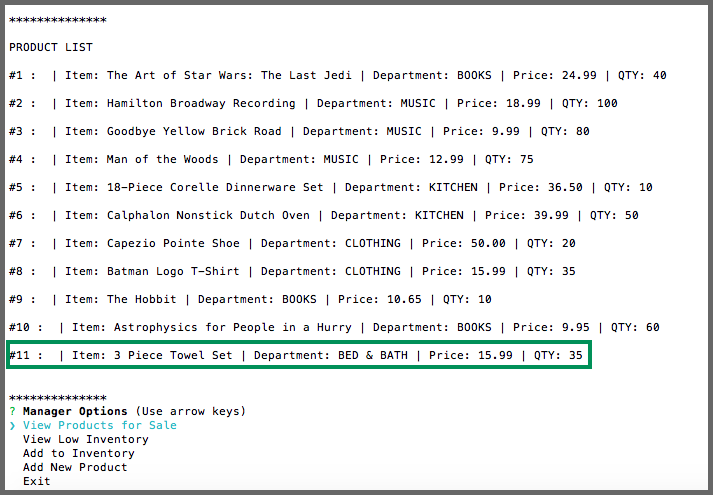 **************
PRODUCT LIST
#1 :  | Item: The Art of Star Wars: The Last Jedi | Department: BOOKS | Price: 24.99 | QTY: 40
#2 :  | Item: Hamilton Broadway Recording | Department: MUSIC | Price: 18.99 | QTY: 100
#3 :  | Item: Goodbye Yellow Brick Road | Department: MUSIC | Price: 9.99 | QTY: 80
#4 :  | Item: Man of the Woods | Department: MUSIC | Price: 12.99 | QTY: 75
#5 :  | Item: 18-Piece Corelle Dinnerware Set | Department: KITCHEN | Price: 36.50 | QTY: 10
#6 :  | Item: Calphalon Nonstick Dutch Oven | Department: KITCHEN | Price: 39.99 | QTY: 50
#7 :  | Item: Capezio Pointe Shoe | Department: CLOTHING | Price: 50.00 | QTY: 20
#8 :  | Item: Batman Logo T-Shirt | Department: CLOTHING | Price: 15.99 | QTY: 35
#9 :  | Item: The Hobbit | Department: BOOKS | Price: 10.65 | QTY: 10
#10 :  | Item: Astrophysics for People in a Hurry | Department: BOOKS | Price: 9.95 | QTY: 60
#11 :  | Item: 3 Piece Towel Set | Department: BED & BATH | Price: 15.99 | QTY: 35
**************
? Manager Options (Use arrow keys)
❯ View Products for Sale
  View Low Inventory
  Add to Inventory
  Add New Product
  Exit